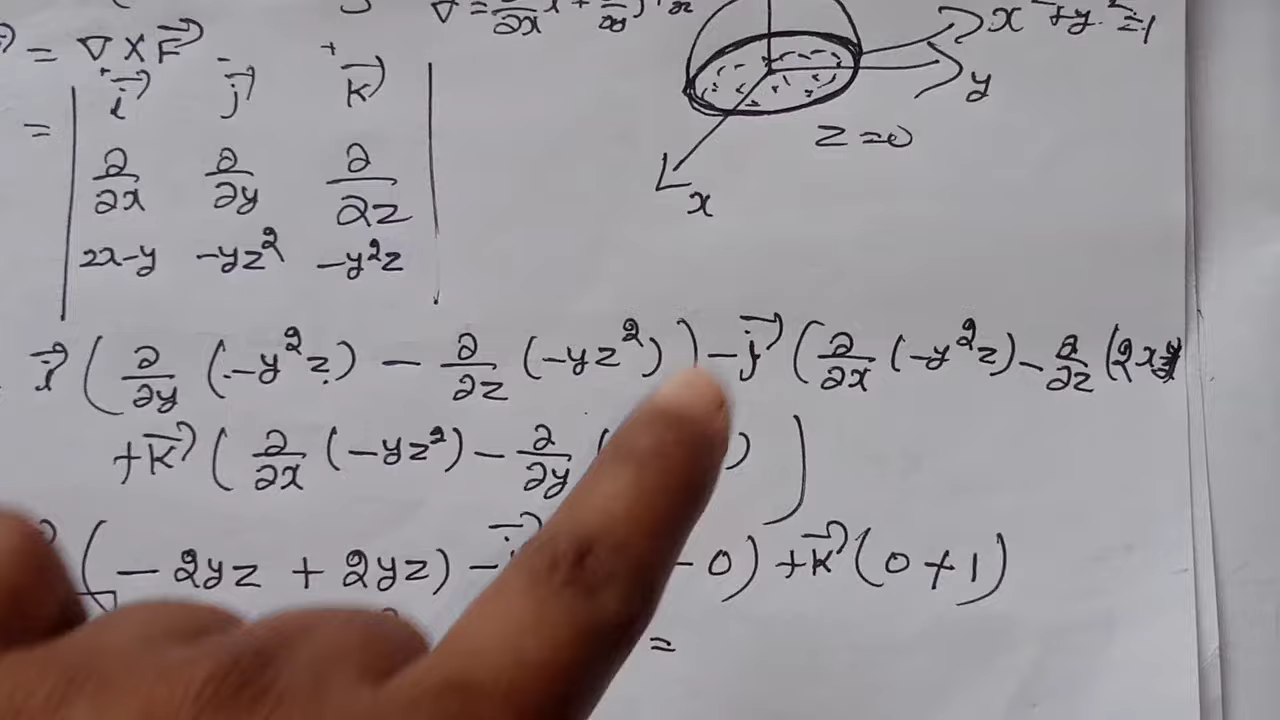 ∇ = ∂/∂x i +
x² + y² = 1
y
z = 0
x
= ∇ × F⃗
= | i⃗ j⃗ k⃗ |
∂/∂x ∂/∂y ∂/∂z
2x-y -yz² -y²z
i⃗ ( ∂/∂y (-y²z) - ∂/∂z (-yz²) ) - j⃗ ( ∂/∂x (-y²z) - ∂/∂z (2x-y
+ k⃗ ( ∂/∂x (-yz²) - ∂/∂y ( ) )
( -2yz + 2yz ) - j⃗ - 0 ) + k⃗ ( 0 + 1 )
=